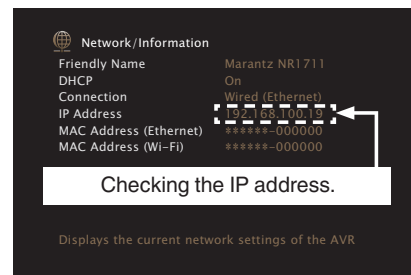 Network/Information
Friendly Name Marantz NR1711
DHCP On
Connection Wired (Ethernet)
IP Address 192.168.100.19
MAC Address (Ethernet) ******-000000
MAC Address (Wi-Fi) ******-000000
Checking the IP address.
Displays the current network settings of the AVR